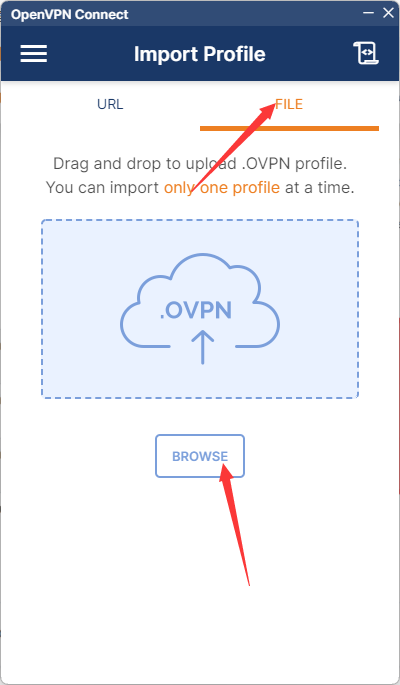 OpenVPN Connect
Import Profile
URL
FILE
Drag and drop to upload .OVPN profile.
You can import only one profile at a time.
.OVPN
BROWSE